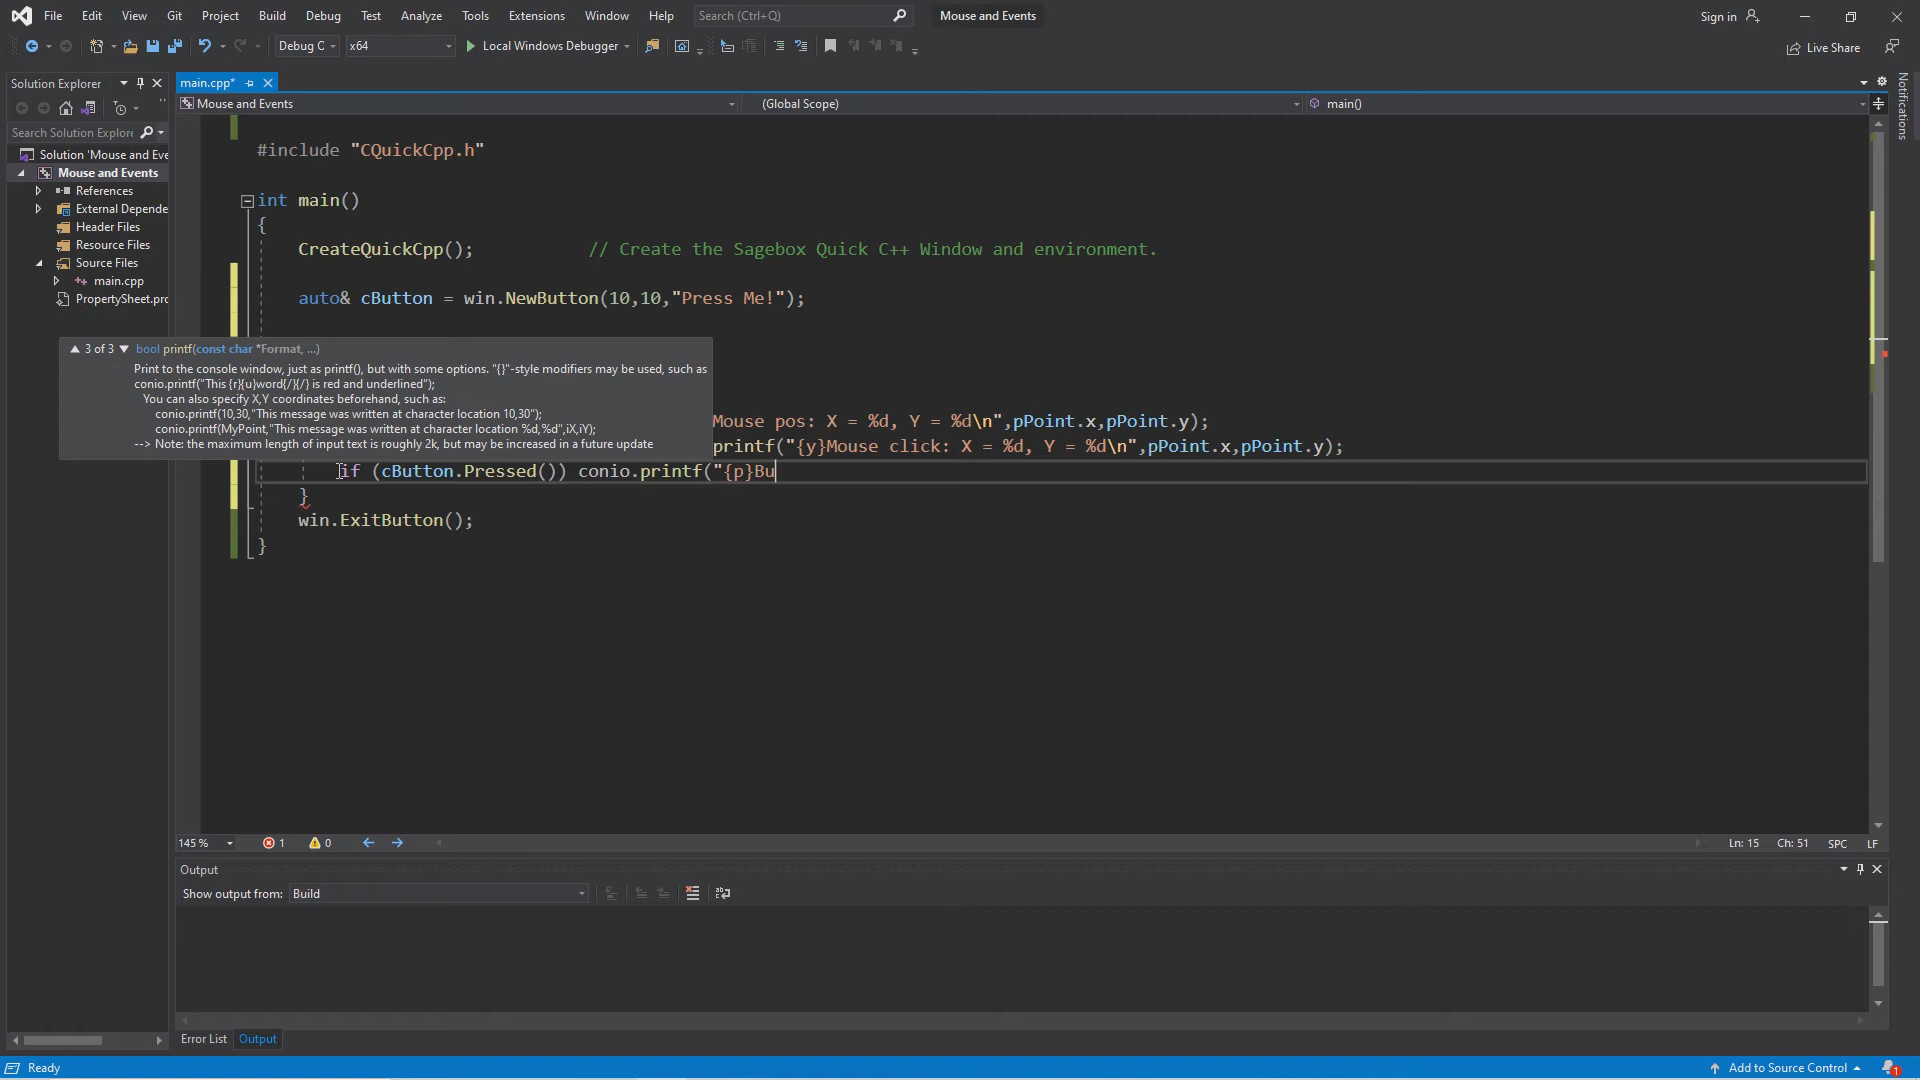 File Edit View Git Project Build Debug Test Analyze Tools Extensions Window Help Search (Ctrl+Q) Mouse and Events Sign in
Debug C x64 Local Windows Debugger Live Share
Solution Explorer main.cpp*
Mouse and Events (Global Scope) main()
Search Solution Explore
Solution 'Mouse and Eve
Mouse and Events
References
External Depende
Header Files
Resource Files
Source Files
main.cpp
PropertySheet.pro
Notifications
#include "CQuickCpp.h"
int main()
{
CreateQuickCpp(); // Create the Sagebox Quick C++ Window and environment.
auto& cButton = win.NewButton(10,10,"Press Me!");
3 of 3 bool printf(const char *Format, ...)
Print to the console window, just as printf(), but with some options. "{}"-style modifiers may be used, such as
conio.printf("This {r}{u}word{/}{/} is red and underlined");
You can also specify X,Y coordinates beforehand, such as:
conio.printf(10,30,"This message was written at character location 10,30");
conio.printf(MyPoint,"This message was written at character location %d,%d",iX,iY);
--> Note: the maximum length of input text is roughly 2k, but may be increased in a future update
Mouse pos: X = %d, Y = %d\n",pPoint.x,pPoint.y);
printf("{y}Mouse click: X = %d, Y = %d\n",pPoint.x,pPoint.y);
if (cButton.Pressed()) conio.printf("{p}Bu
}
win.ExitButton();
}
145 % 1 0 Ln: 15 Ch: 51 SPC LF
Output
Show output from: Build
Error List Output
Ready Add to Source Control 1